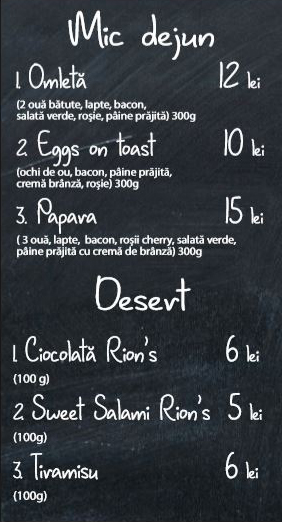 Mic dejun
1. Omletă 12 lei
(2 ouă bătute, lapte, bacon,
salată verde, roșie, pâine prăjită) 300g
2. Eggs on toast 10 lei
(ochi de ou, bacon, pâine prăjită,
cremă brânză, roșie) 300g
3. Papara 15 lei
( 3 ouă, lapte, bacon, roșii cherry, salată verde,
pâine prăjită cu cremă de brânză) 300g
Desert
1. Ciocolată Rion's 6 lei
(100 g)
2. Sweet Salami Rion's 5 lei
(100g)
3. Tiramisu 6 lei
(100g)